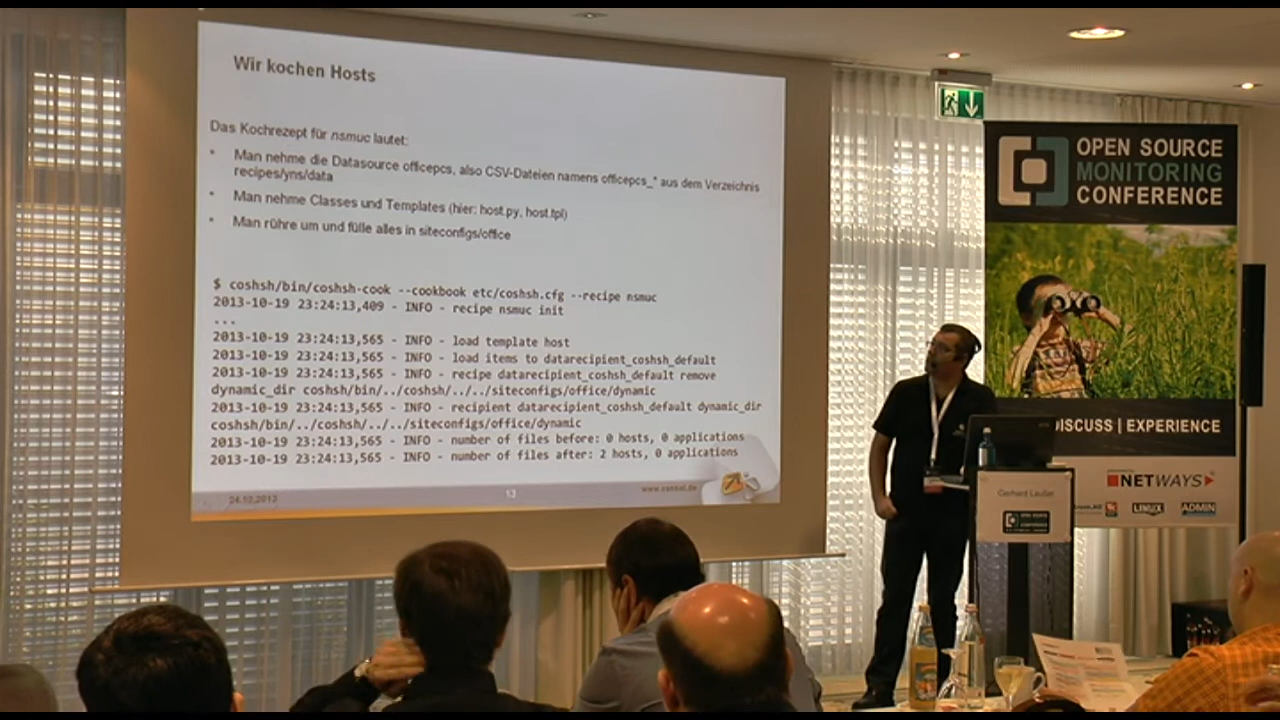 Wir kochen Hosts
Das Kochrezept für nsmuc lautet:
* Man nehme die Datasource officepcs, also CSV-Dateien namens officepcs_* aus dem Verzeichnis
recipes/yns/data
* Man nehme Classes und Templates (hier: host.py, host.tpl)
* Man rühre um und fülle alles in siteconfigs/office
$ coshsh/bin/coshsh-cook --cookbook etc/coshsh.cfg --recipe nsmuc
2013-10-19 23:24:13,409 - INFO - recipe nsmuc init
...
2013-10-19 23:24:13,565 - INFO - load template host
2013-10-19 23:24:13,565 - INFO - load items to datarecipient_coshsh_default
2013-10-19 23:24:13,565 - INFO - recipe datarecipient_coshsh_default remove
dynamic_dir coshsh/bin/../coshsh/../../siteconfigs/office/dynamic
2013-10-19 23:24:13,565 - INFO - recipient datarecipient_coshsh_default dynamic_dir
coshsh/bin/../coshsh/../../siteconfigs/office/dynamic
2013-10-19 23:24:13,565 - INFO - number of files before: 0 hosts, 0 applications
2013-10-19 23:24:13,565 - INFO - number of files after: 2 hosts, 0 applications
24.10.2013
13
www.consol.de
OPEN SOURCE
MONITORING
CONFERENCE
DISCUSS | EXPERIENCE
NETWAYS
LINUX
ADMIN
Gerhard Laußer
OPEN SOURCE
MONITORING
CONFERENCE